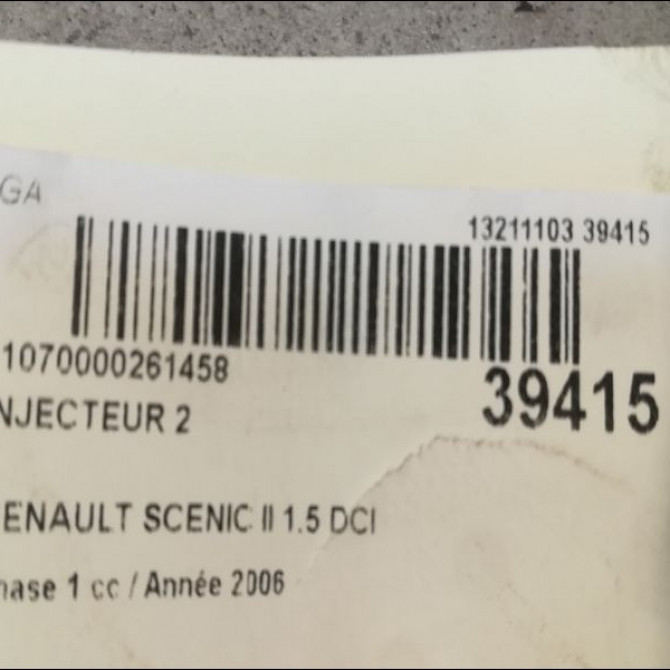 GA
13211103 39415
1070000261458
39415
NJECTEUR 2
ENAULT SCENIC II 1.5 DCI
hase 1 cc / Année 2006